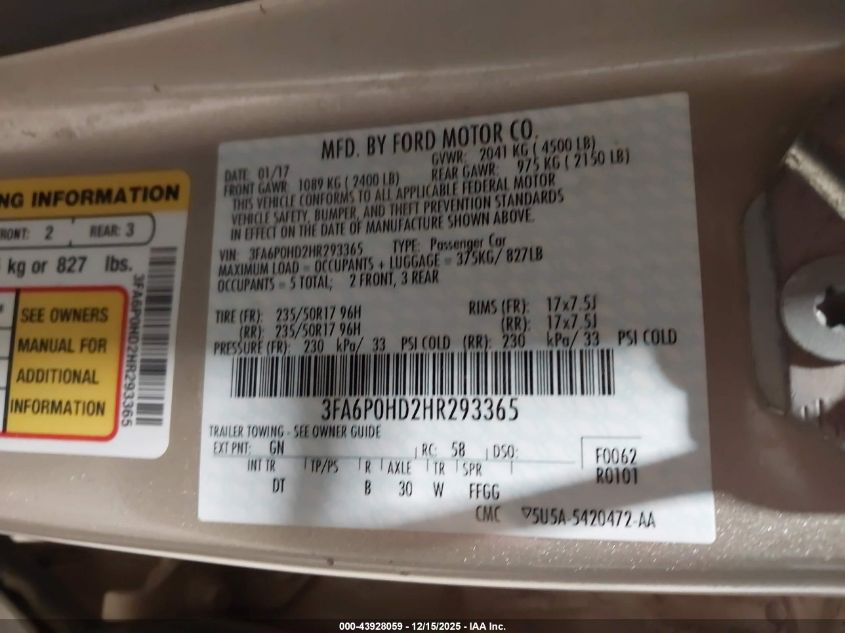 NG INFORMATION
FRONT: 2 REAR: 3
kg or 827 lbs.
SEE OWNERS
MANUAL FOR
ADDITIONAL
INFORMATION
3FA6P0HD2HR293365
MFD. BY FORD MOTOR CO.
DATE: 01/17 GVWR: 2041 KG ( 4500 LB)
FRONT GAWR: 1089 KG ( 2400 LB) REAR GAWR: 975 KG ( 2150 LB)
THIS VEHICLE CONFORMS TO ALL APPLICABLE FEDERAL MOTOR
VEHICLE SAFETY, BUMPER, AND THEFT PREVENTION STANDARDS
IN EFFECT ON THE DATE OF MANUFACTURE SHOWN ABOVE.
VIN: 3FA6P0HD2HR293365 TYPE: Passenger Car
MAXIMUM LOAD = OCCUPANTS + LUGGAGE = 375KG/ 827LB
OCCUPANTS = 5 TOTAL; 2 FRONT, 3 REAR
TIRE (FR): 235/50R17 96H RIMS (FR): 17x7.5J
(RR): 235/50R17 96H (RR): 17x7.5J
PRESSURE (FR): 230 kPa/ 33 PSI COLD (RR): 230 kPa/ 33 PSI COLD
3FA6P0HD2HR293365
TRAILER TOWING - SEE OWNER GUIDE
EXT PNT: GN RC: 58 DSO: F0062
INT TR TP/PS R AXLE TR SPR R0101
DT B 30 W FFGG
CMC ▽5U5A-5420472-AA
000-43928059 - 12/15/2025 - IAA Inc.